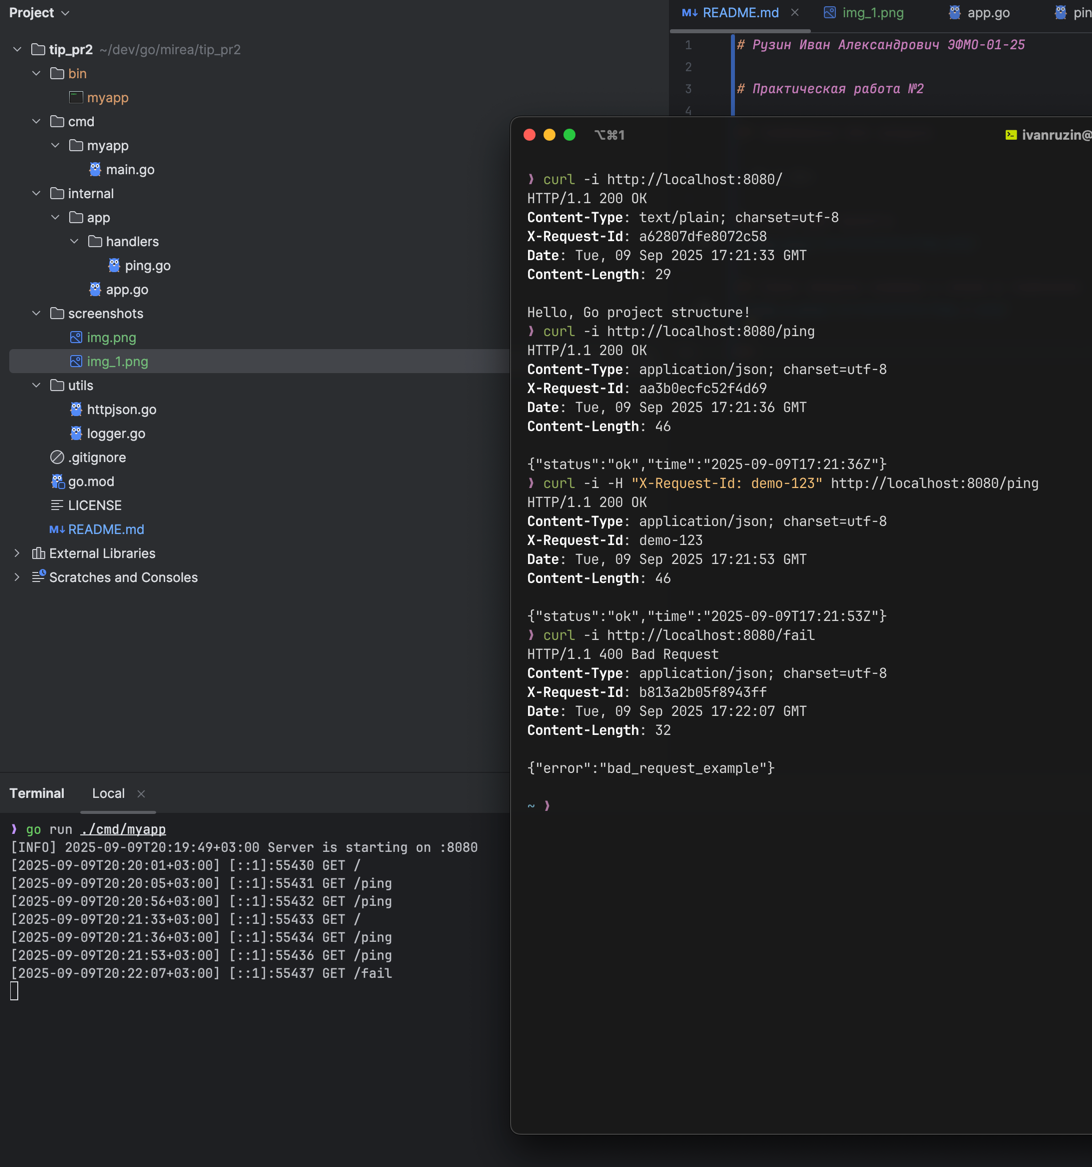 Project
tip_pr2 ~/dev/go/mirea/tip_pr2
bin
myapp
cmd
myapp
main.go
internal
app
handlers
ping.go
app.go
screenshots
img.png
img_1.png
utils
httpjson.go
logger.go
.gitignore
go.mod
LICENSE
README.md
External Libraries
Scratches and Consoles
README.md img_1.png app.go pin
1 # Рузин Иван Александрович ЭФМО-01-25
2
3 # Практическая работа №2
4
⌥⌘1 ivanruzin@
❯ curl -i http://localhost:8080/
HTTP/1.1 200 OK
Content-Type: text/plain; charset=utf-8
X-Request-Id: a62807dfe8072c58
Date: Tue, 09 Sep 2025 17:21:33 GMT
Content-Length: 29
Hello, Go project structure!
❯ curl -i http://localhost:8080/ping
HTTP/1.1 200 OK
Content-Type: application/json; charset=utf-8
X-Request-Id: aa3b0ecfc52f4d69
Date: Tue, 09 Sep 2025 17:21:36 GMT
Content-Length: 46
{"status":"ok","time":"2025-09-09T17:21:36Z"}
❯ curl -i -H "X-Request-Id: demo-123" http://localhost:8080/ping
HTTP/1.1 200 OK
Content-Type: application/json; charset=utf-8
X-Request-Id: demo-123
Date: Tue, 09 Sep 2025 17:21:53 GMT
Content-Length: 46
{"status":"ok","time":"2025-09-09T17:21:53Z"}
❯ curl -i http://localhost:8080/fail
HTTP/1.1 400 Bad Request
Content-Type: application/json; charset=utf-8
X-Request-Id: b813a2b05f8943ff
Date: Tue, 09 Sep 2025 17:22:07 GMT
Content-Length: 32
{"error":"bad_request_example"}
~ ❯
Terminal Local
❯ go run ./cmd/myapp
[INFO] 2025-09-09T20:19:49+03:00 Server is starting on :8080
[2025-09-09T20:20:01+03:00] [::1]:55430 GET /
[2025-09-09T20:20:05+03:00] [::1]:55431 GET /ping
[2025-09-09T20:20:56+03:00] [::1]:55432 GET /ping
[2025-09-09T20:21:33+03:00] [::1]:55433 GET /
[2025-09-09T20:21:36+03:00] [::1]:55434 GET /ping
[2025-09-09T20:21:53+03:00] [::1]:55436 GET /ping
[2025-09-09T20:22:07+03:00] [::1]:55437 GET /fail